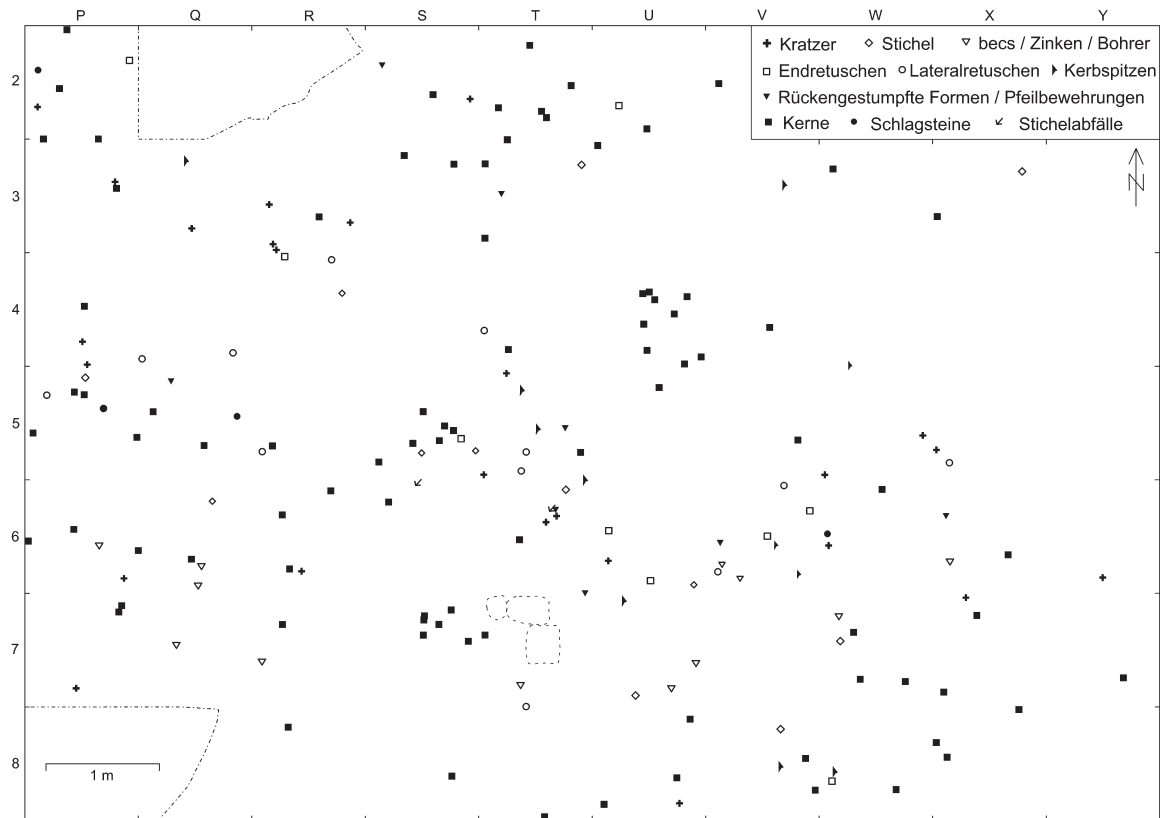 P Q R S T U V W X Y
Kratzer Stichel becs / Zinken / Bohrer
Endretuschen Lateralretuschen Kerbspitzen
Rückengestumpfte Formen / Pfeilbewehrungen
Kerne Schlagsteine Stichelabfälle
2
N
3
4
5
6
7
8
1 m